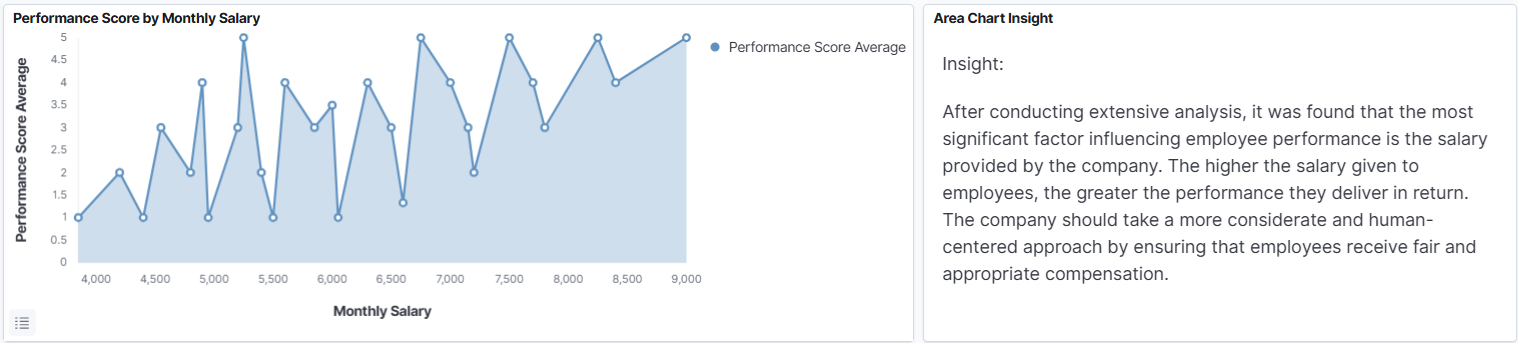 Performance Score by Monthly Salary
Performance Score Average
5
4.5
4
3.5
3
2.5
2
1.5
1
0.5
0
4,000 4,500 5,000 5,500 6,000 6,500 7,000 7,500 8,000 8,500 9,000
Monthly Salary
Performance Score Average
Area Chart Insight
Insight:
After conducting extensive analysis, it was found that the most
significant factor influencing employee performance is the salary
provided by the company. The higher the salary given to
employees, the greater the performance they deliver in return.
The company should take a more considerate and human-
centered approach by ensuring that employees receive fair and
appropriate compensation.